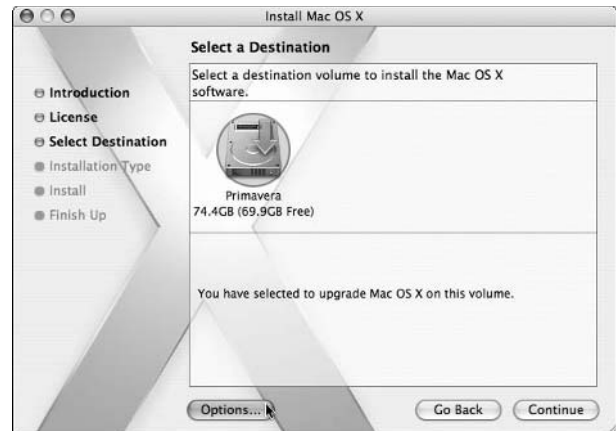 Install Mac OS X
Select a Destination
Introduction
License
Select Destination
Installation Type
Install
Finish Up
Select a destination volume to install the Mac OS X
software.
Primavera
74.4GB (69.9GB Free)
You have selected to upgrade Mac OS X on this volume.
Options...
Go Back
Continue